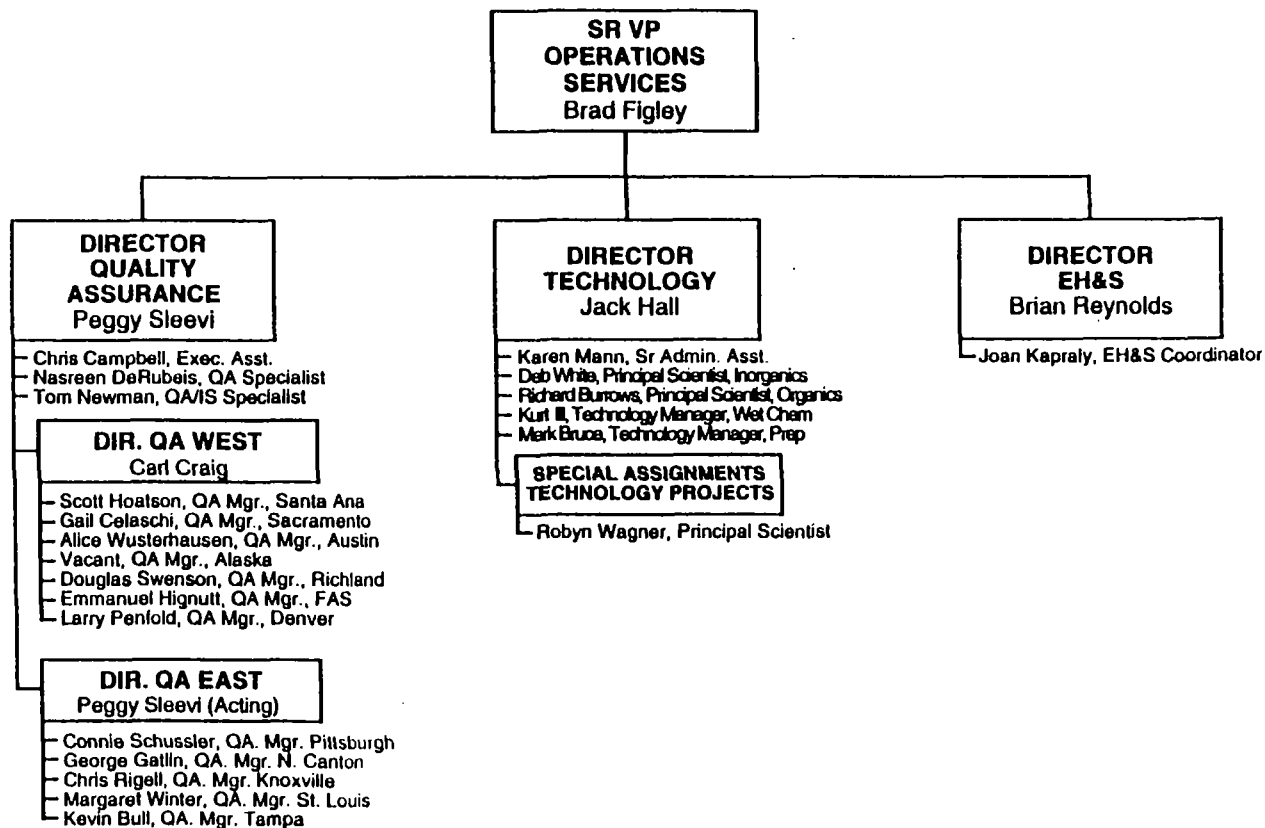 SR VP
OPERATIONS
SERVICES
Brad Figley
DIRECTOR
QUALITY
ASSURANCE
Peggy Sleevi
Chris Campbell, Exec. Asst.
Nasreen DeRubeis, QA Specialist
Tom Newman, QA/IS Specialist
DIR. QA WEST
Carl Craig
Scott Hoatson, QA Mgr., Santa Ana
Gail Celaschi, QA Mgr., Sacramento
Alice Wusterhausen, QA Mgr., Austin
Vacant, QA Mgr., Alaska
Douglas Swenson, QA Mgr., Richland
Emmanuel Hignutt, QA Mgr., FAS
Larry Penfold, QA Mgr., Denver
DIR. QA EAST
Peggy Sleevi (Acting)
Connie Schussler, QA. Mgr. Pittsburgh
George Gatlin, QA. Mgr. N. Canton
Chris Rigell, QA. Mgr. Knoxville
Margaret Winter, QA. Mgr. St. Louis
Kevin Bull, QA. Mgr. Tampa
DIRECTOR
TECHNOLOGY
Jack Hall
Karen Mann, Sr Admin. Asst.
Deb White, Principal Scientist, Inorganics
Richard Burrows, Principal Scientist, Organics
Kurt Ill, Technology Manager, Wet Chem
Mark Bruce, Technology Manager, Prep
SPECIAL ASSIGNMENTS
TECHNOLOGY PROJECTS
Robyn Wagner, Principal Scientist
DIRECTOR
EH&S
Brian Reynolds
Joan Kapraly, EH&S Coordinator